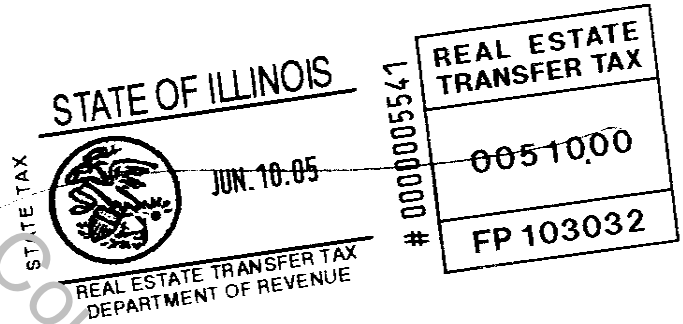 STATE OF ILLINOIS
STATE TAX
JUN. 10.05
REAL ESTATE TRANSFER TAX
DEPARTMENT OF REVENUE
# 0000005541
REAL ESTATE
TRANSFER TAX
0051000
FP 103032